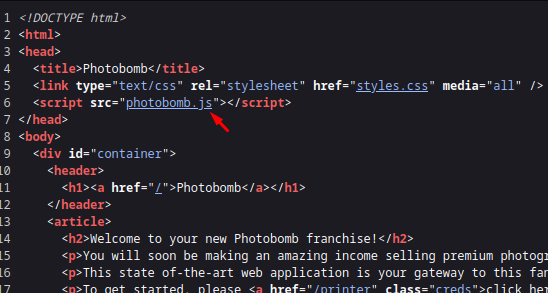 1 <!DOCTYPE html>
2 <html>
3 <head>
4 <title>Photobomb</title>
5 <link type="text/css" rel="stylesheet" href="styles.css" media="all" />
6 <script src="photobomb.js"></script>
7 </head>
8 <body>
9 <div id="container">
10 <header>
11 <h1><a href="/">Photobomb</a></h1>
12 </header>
13 <article>
14 <h2>Welcome to your new Photobomb franchise!</h2>
15 <p>You will soon be making an amazing income selling premium photogr
16 <p>This state of-the-art web application is your gateway to this fan
17 <p>To get started, please <a href="/printer" class="creds">click her